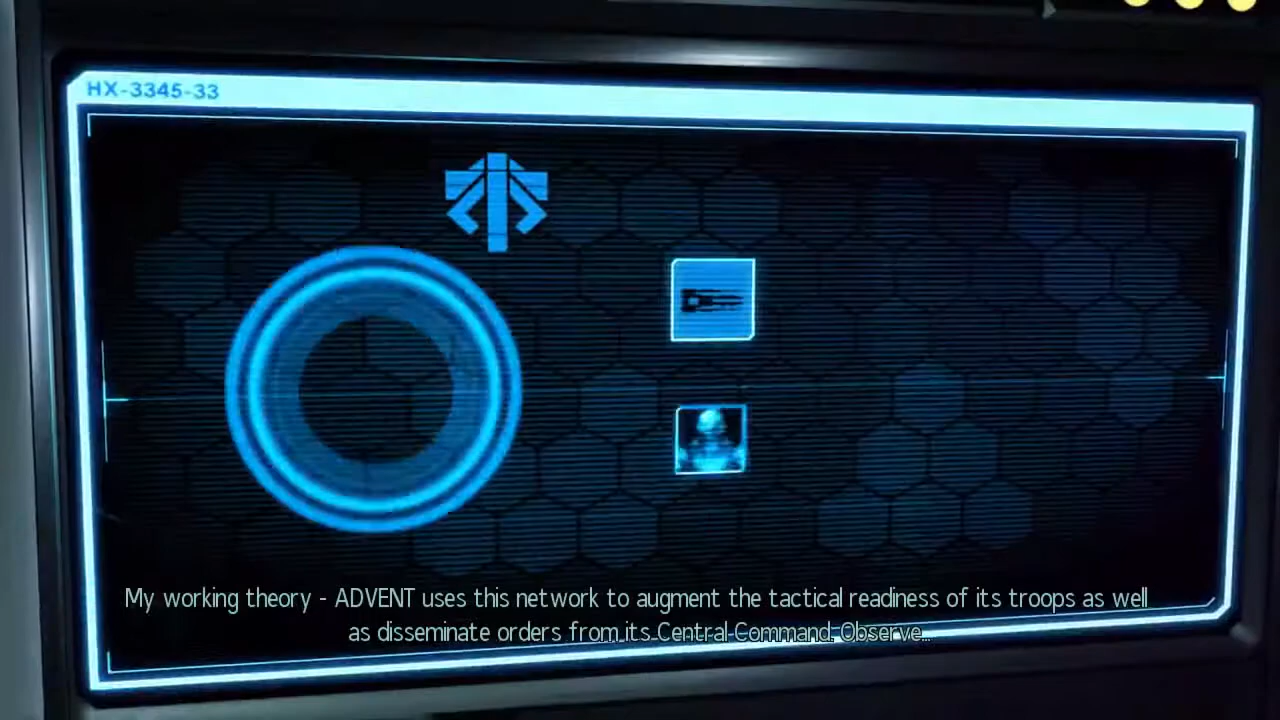 HX-3345-33
My working theory - ADVENT uses this network to augment the tactical readiness of its troops as well
as disseminate orders from its Central Command. Observe...